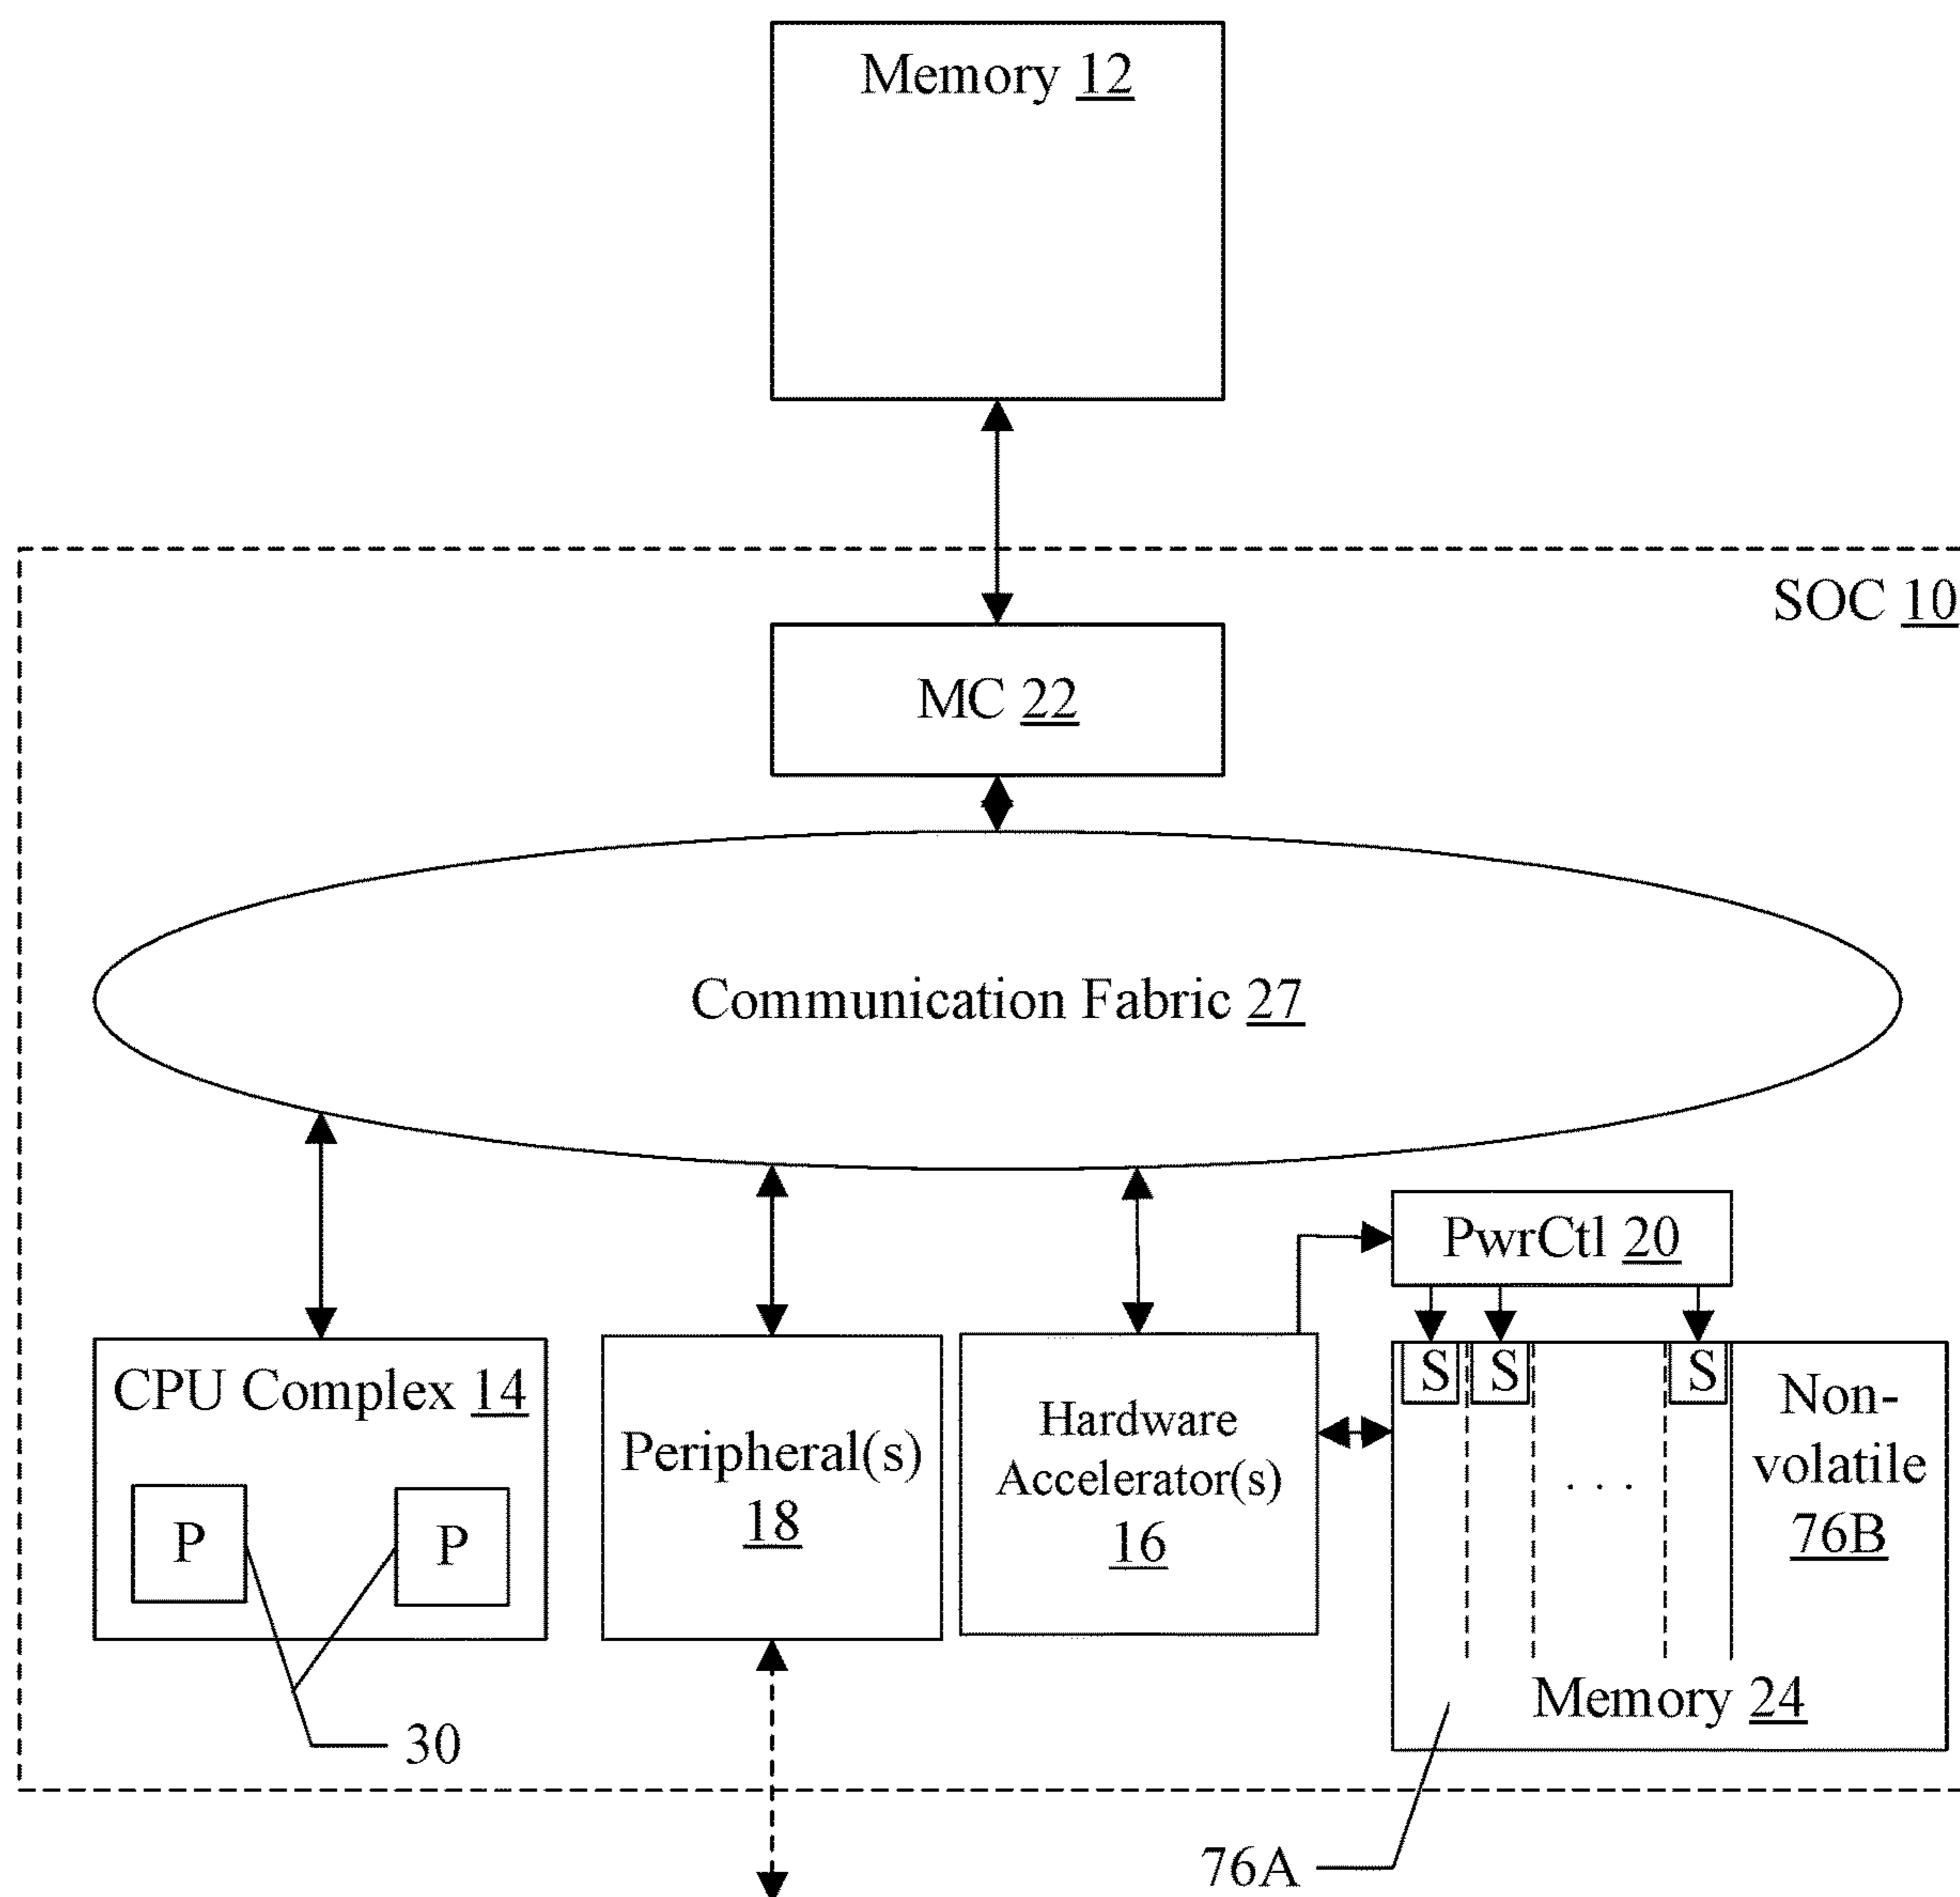 Memory 12
SOC 10
MC 22
Communication Fabric 27
PwrCtl 20
CPU Complex 14
P
P
30
Peripheral(s)
18
Hardware
Accelerator(s)
16
S
S
S
. . .
Non-
volatile
76B
Memory 24
76A